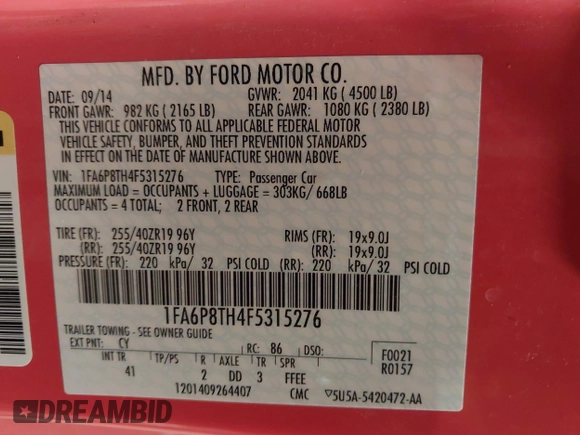 MFD. BY FORD MOTOR CO.
DATE: 09/14 GVWR: 2041 KG ( 4500 LB)
FRONT GAWR: 982 KG ( 2165 LB) REAR GAWR: 1080 KG ( 2380 LB)
THIS VEHICLE CONFORMS TO ALL APPLICABLE FEDERAL MOTOR
VEHICLE SAFETY, BUMPER, AND THEFT PREVENTION STANDARDS
IN EFFECT ON THE DATE OF MANUFACTURE SHOWN ABOVE.
VIN: 1FA6P8TH4F5315276 TYPE: Passenger Car
MAXIMUM LOAD = OCCUPANTS + LUGGAGE = 303KG/ 668LB
OCCUPANTS = 4 TOTAL; 2 FRONT, 2 REAR
TIRE (FR): 255/40ZR19 96Y RIMS (FR): 19x9.0J
(RR): 255/40ZR19 96Y (RR): 19x9.0J
PRESSURE (FR): 220 kPa/ 32 PSI COLD (RR): 220 kPa/ 32 PSI COLD
1FA6P8TH4F5315276
TRAILER TOWING - SEE OWNER GUIDE
EXT PNT: CY RC: 86 DSO: F0021
INT TR TP/PS R AXLE TR SPR R0157
41 2 DD 3 FFEE
1201409264407 CMC ▽5U5A-5420472-AA
DREAMBID